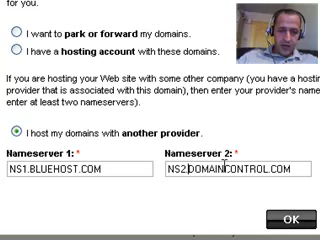 for you.
I want to park or forward my domains.
I have a hosting account with these domains.
If you are hosting your Web site with some other company (you have a
provider that is associated with this domain), then enter your provider's name
enter at least two nameservers).
I host my domains with another provider.
Nameserver 1: * Nameserver 2: *
NS1.BLUEHOST.COM NS2.DOMAINCONTROL.COM
OK